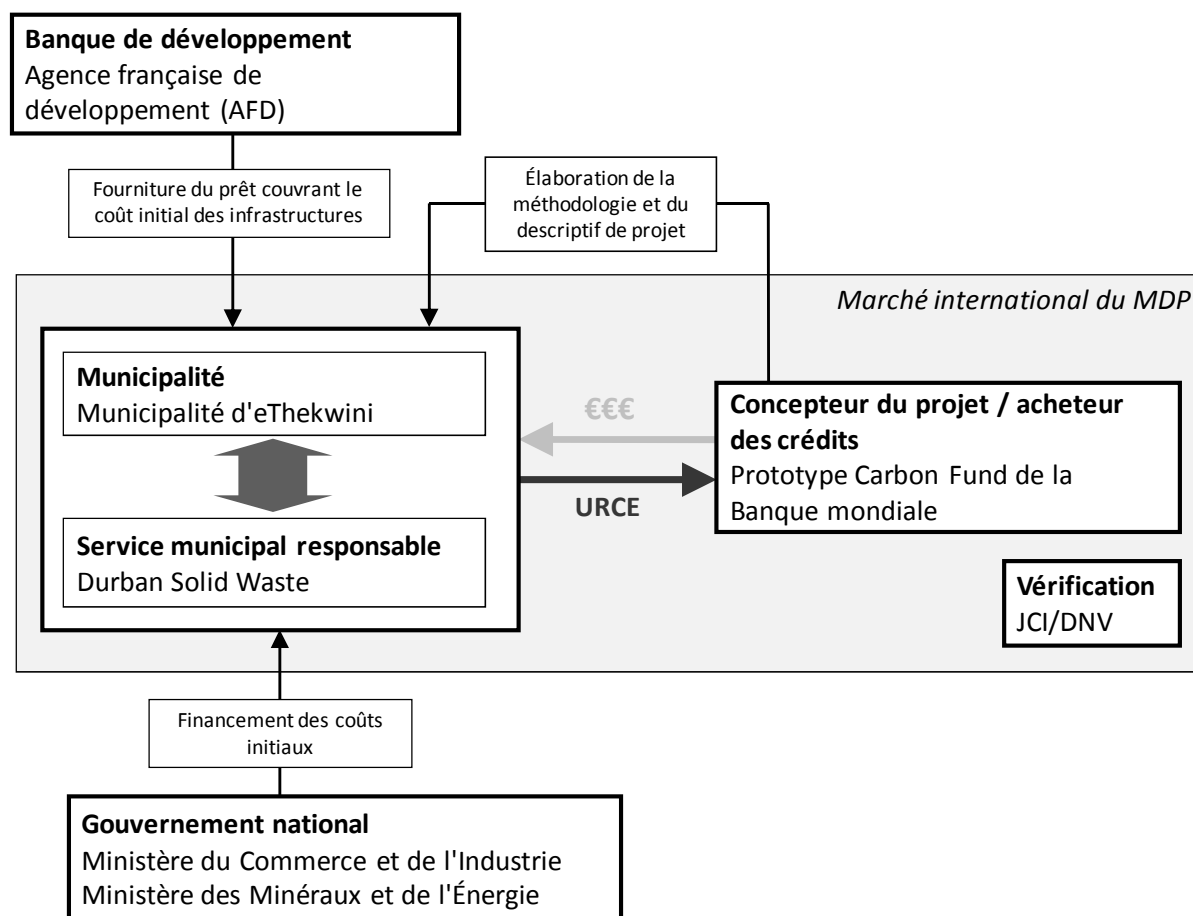 Banque de développement
Agence française de
développement (AFD)
Fourniture du prêt couvrant le
coût initial des infrastructures
Élaboration de la
méthodologie et du
descriptif de projet
Marché international du MDP
Municipalité
Municipalité d'eThekwini
Service municipal responsable
Durban Solid Waste
€€€
URCE
Concepteur du projet / acheteur
des crédits
Prototype Carbon Fund de la
Banque mondiale
Vérification
JCI/DNV
Financement des coûts
initiaux
Gouvernement national
Ministère du Commerce et de l'Industrie
Ministère des Minéraux et de l'Énergie